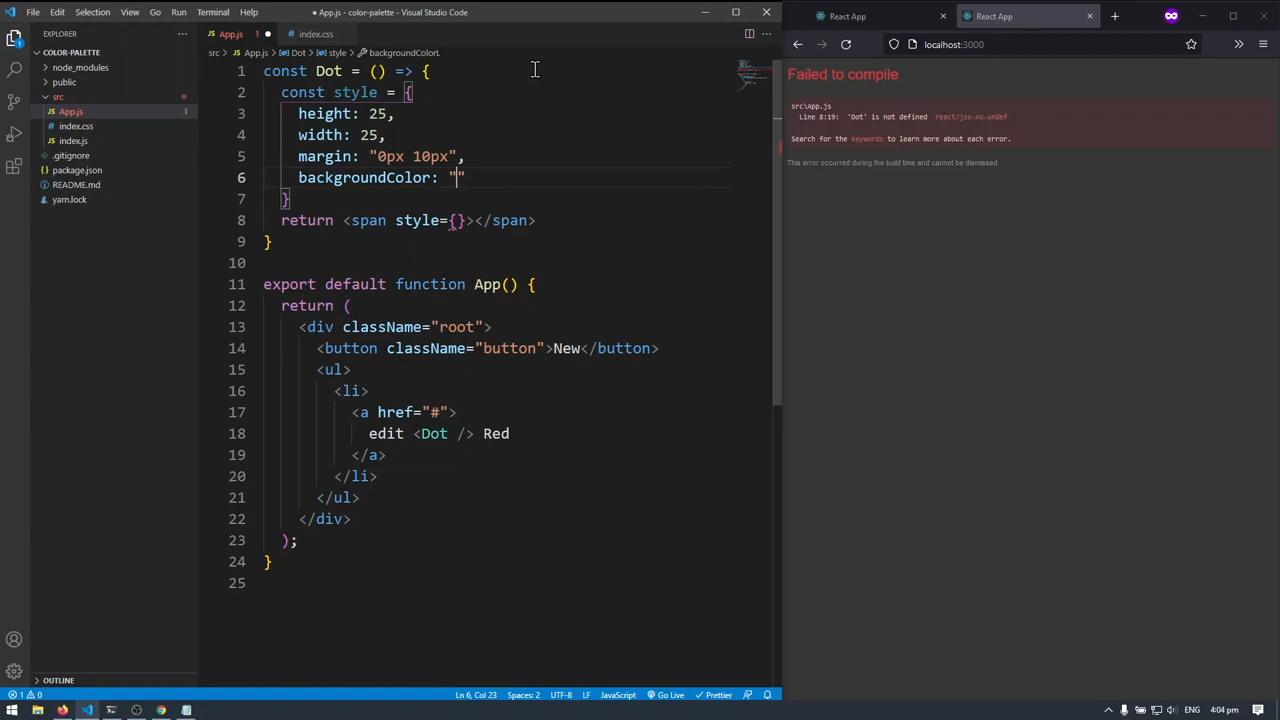 File Edit Selection View Go Run Terminal Help
● App.js - color-palette - Visual Studio Code
EXPLORER
COLOR-PALETTE
node_modules
public
src
App.js 1
index.css
index.js
.gitignore
package.json
README.md
yarn.lock
OUTLINE
App.js 1
index.css
src > App.js > Dot > style > backgroundColorL
1 const Dot = () => {
2 const style = {
3 height: 25,
4 width: 25,
5 margin: "0px 10px",
6 backgroundColor: ""
7 }
8 return <span style={}></span>
9 }
10
11 export default function App() {
12 return (
13 <div className="root">
14 <button className="button">New</button>
15 <ul>
16 <li>
17 <a href="#">
18 edit <Dot /> Red
19 </a>
20 </li>
21 </ul>
22 </div>
23 );
24 }
25
1 0
Ln 6, Col 23 Spaces: 2 UTF-8 LF JavaScript Go Live Prettier
React App
React App
localhost:3000
Failed to compile
src\App.js
Line 8:19: 'Dot' is not defined react/jsx-no-undef
Search for the keywords to learn more about each error.
This error occurred during the build time and cannot be dismissed.
ENG 4:04 pm